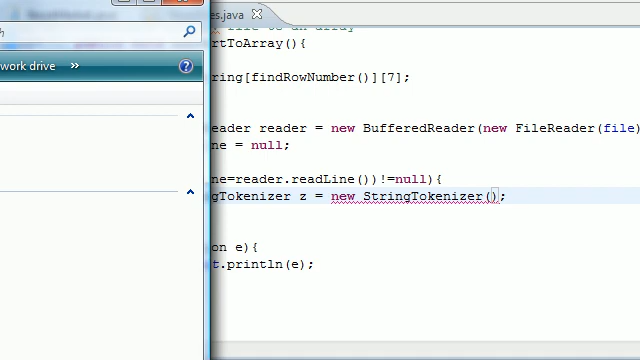 es.java
rtToArray(){
work drive »
ring[findRowNumber()][7];
eader reader = new BufferedReader(new FileReader(file)
ne = null;
ne=reader.readLine())!=null){
gTokenizer z = new StringTokenizer();
on e){
t.println(e);